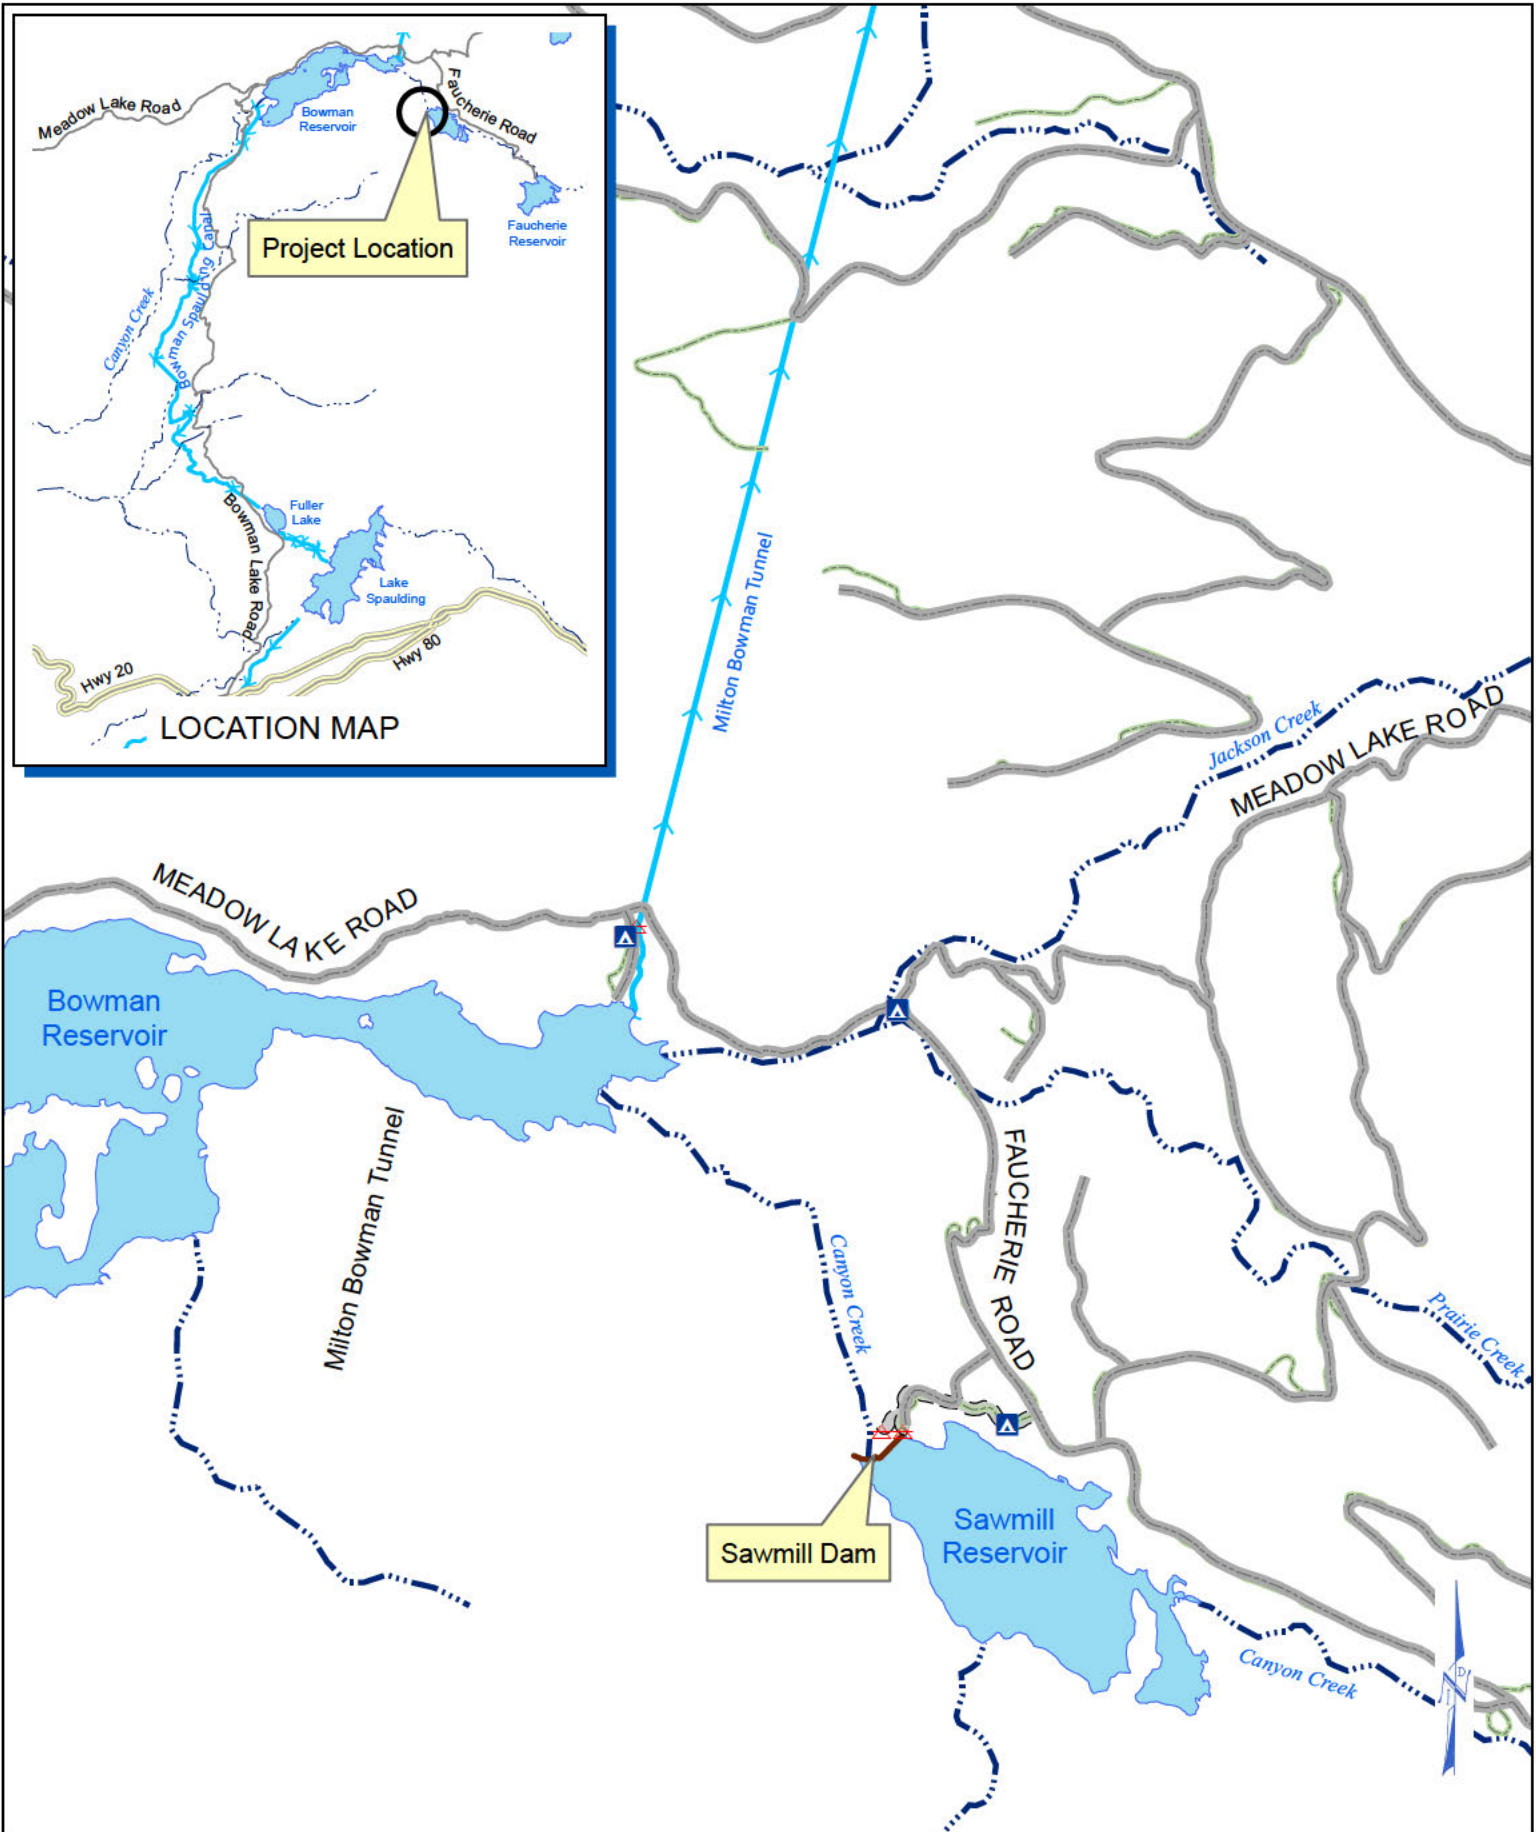 Meadow Lake Road
Bowman
Reservoir
Faucherie Road
Faucherie
Reservoir
Project Location
Canyon Creek
Bowman Spaulding Canal
Fuller
Lake
Bowman Lake Road
Lake
Spaulding
Hwy 20
Hwy 80
LOCATION MAP
Milton Bowman Tunnel
Jackson Creek
MEADOW LAKE ROAD
MEADOW LAKE ROAD
Bowman
Reservoir
Milton Bowman Tunnel
FAUCHERIE ROAD
Canyon Creek
Prairie Creek
Sawmill
Reservoir
Sawmill Dam
Canyon Creek